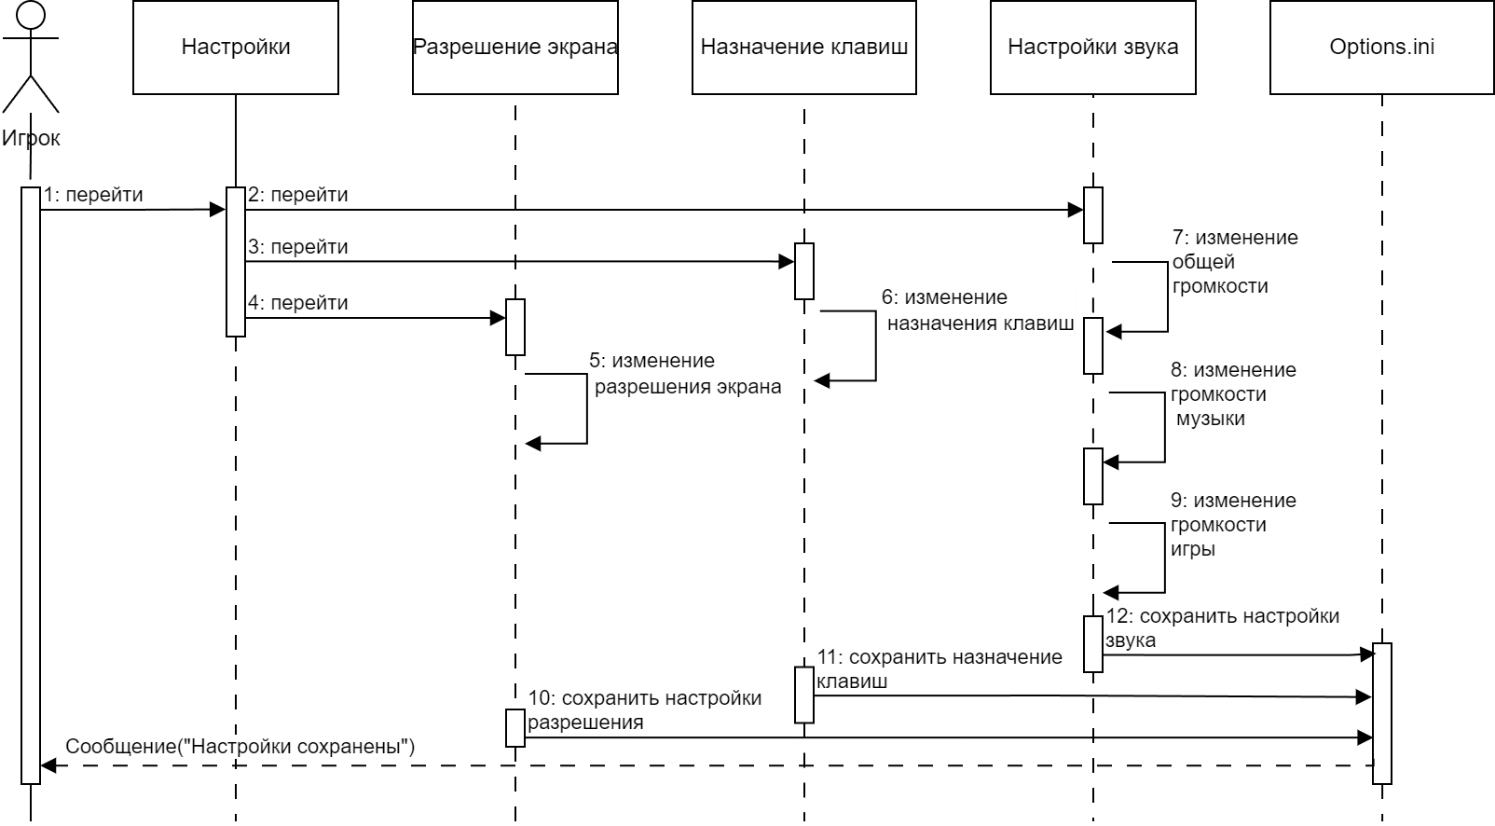 Настройки
Разрешение экрана
Назначение клавиш
Настройки звука
Options.ini
Игрок
1: перейти
2: перейти
3: перейти
4: перейти
7: изменение
общей
громкости
6: изменение
назначения клавиш
5: изменение
разрешения экрана
8: изменение
громкости
музыки
9: изменение
громкости
игры
12: сохранить настройки
звука
11: сохранить назначение
клавиш
10: сохранить настройки
разрешения
Сообщение("Настройки сохранены")